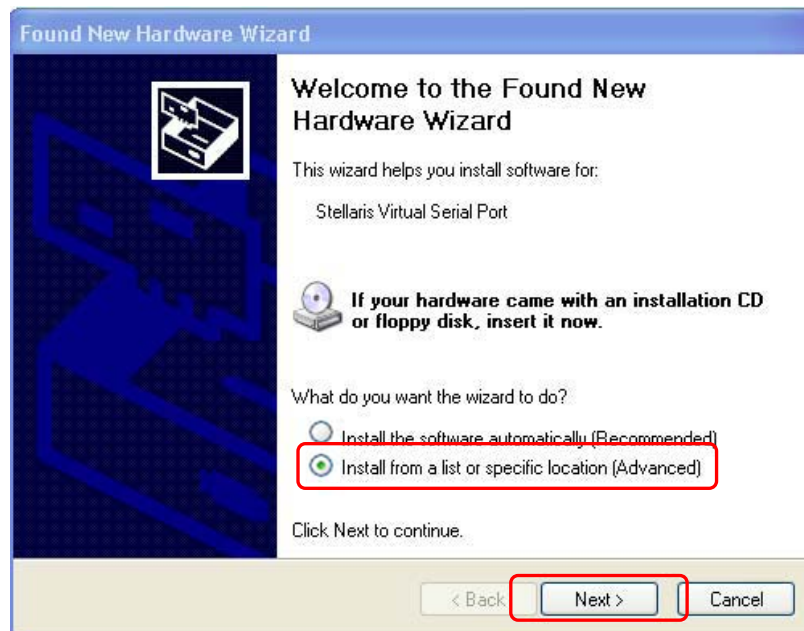 Found New Hardware Wizard
Welcome to the Found New
Hardware Wizard
This wizard helps you install software for:
Stellaris Virtual Serial Port
If your hardware came with an installation CD
or floppy disk, insert it now.
What do you want the wizard to do?
Install the software automatically (Recommended)
Install from a list or specific location (Advanced)
Click Next to continue.
< Back Next > Cancel